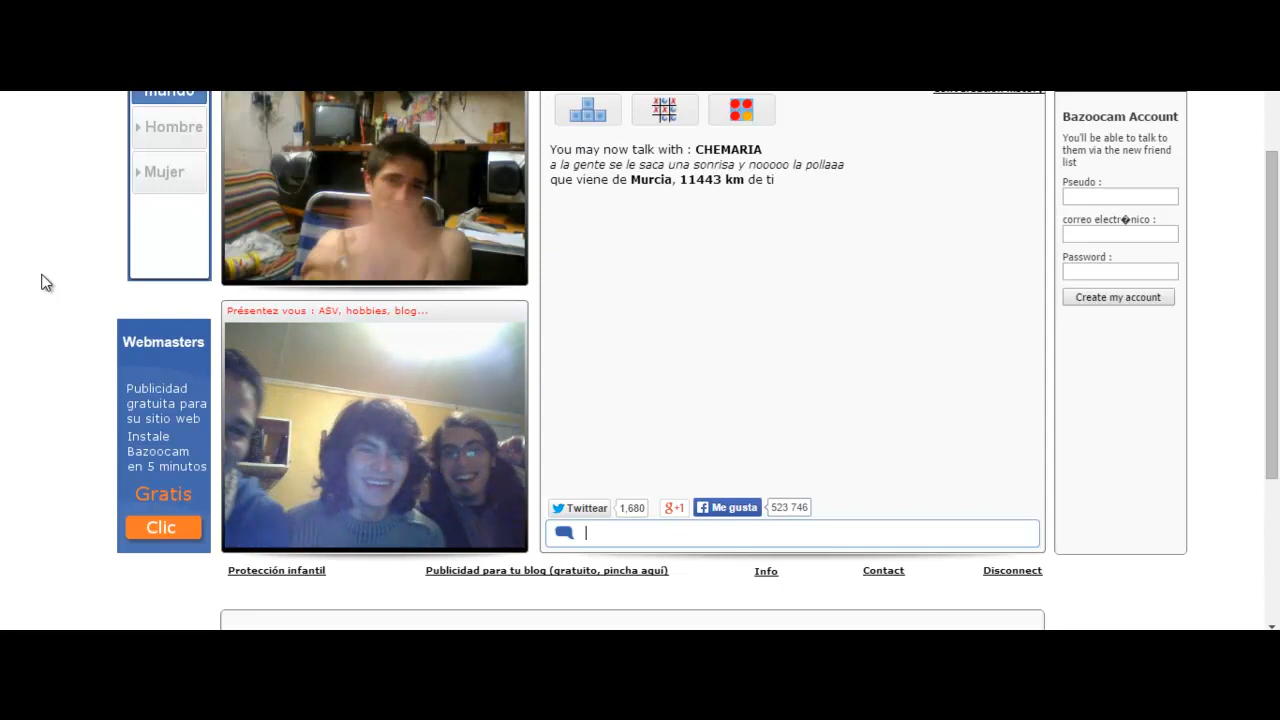 mundo
Hombre
Mujer
You may now talk with : CHEMARIA
a la gente se le saca una sonrisa y nooooo la pollaaa
que viene de Murcia, 11443 km de ti
Bazoocam Account
You'll be able to talk to
them via the new friend
list
Pseudo :
correo electr�nico :
Password :
Create my account
Présentez vous : ASV, hobbies, blog...
Webmasters
Publicidad
gratuita para
su sitio web
Instale
Bazoocam
en 5 minutos
Gratis
Clic
Twittear 1,680 g+1 Me gusta 523 746
Protección infantil
Publicidad para tu blog (gratuito, pincha aquí)
Info
Contact
Disconnect